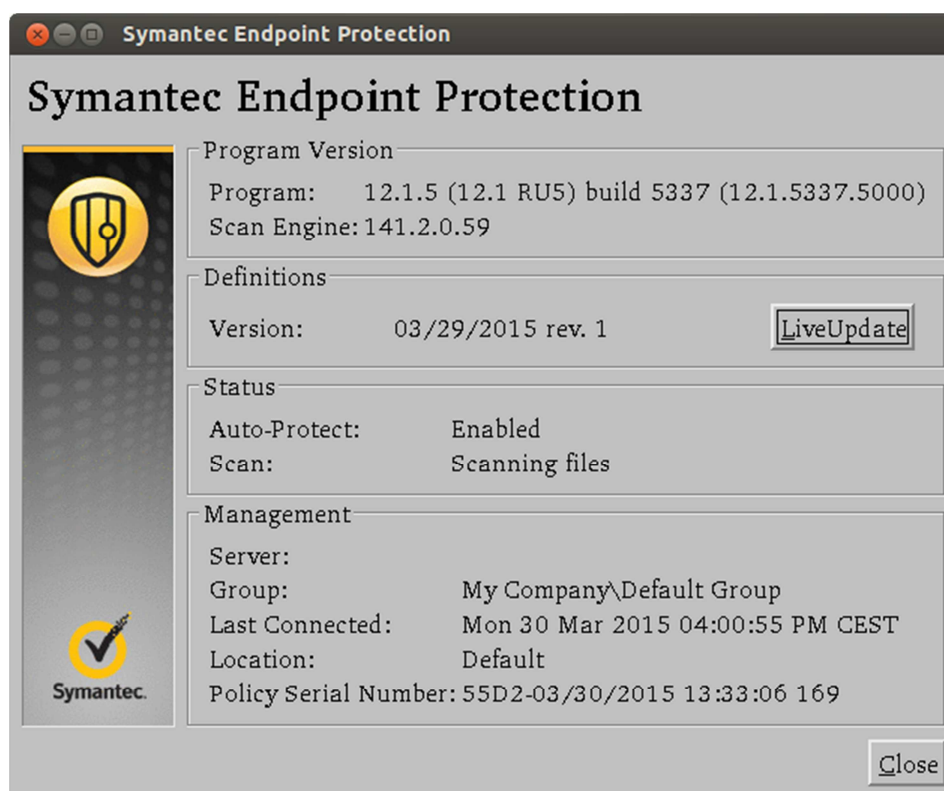 Symantec Endpoint Protection
Symantec Endpoint Protection
Program Version
Program: 12.1.5 (12.1 RU5) build 5337 (12.1.5337.5000)
Scan Engine: 141.2.0.59
Definitions
Version: 03/29/2015 rev. 1
LiveUpdate
Status
Auto-Protect: Enabled
Scan: Scanning files
Management
Server:
Group: My Company\Default Group
Last Connected: Mon 30 Mar 2015 04:00:55 PM CEST
Location: Default
Policy Serial Number: 55D2-03/30/2015 13:33:06 169
Symantec.
Close